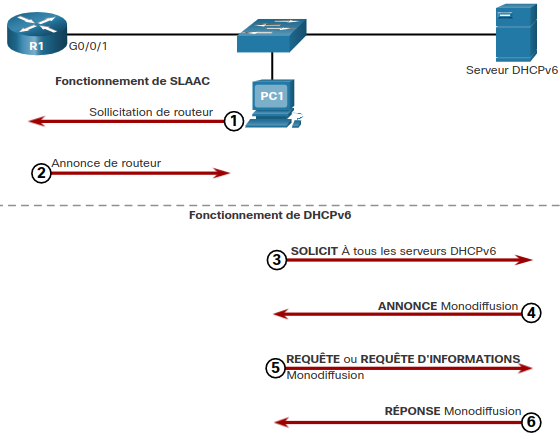 R1
G0/0/1
Serveur DHCPv6
Fonctionnement de SLAAC
PC1
Sollicitation de routeur
1
Annonce de routeur
2
Fonctionnement de DHCPv6
SOLICIT À tous les serveurs DHCPv6
3
ANNONCE Monodiffusion
4
REQUÊTE ou REQUÊTE D'INFORMATIONS
Monodiffusion
5
RÉPONSE Monodiffusion
6